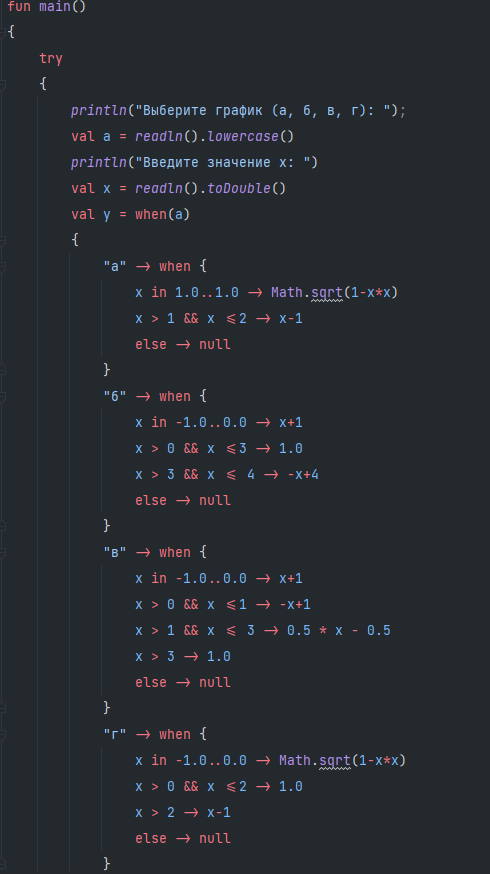 fun main()
{
try
{
println("Выберите график (а, б, в, г): ");
val a = readln().lowercase()
println("Введите значение x: ")
val x = readln().toDouble()
val y = when(a)
{
"а" -> when {
x in 1.0..1.0 -> Math.sqrt(1-x*x)
x > 1 && x <=2 -> x-1
else -> null
}
"б" -> when {
x in -1.0..0.0 -> x+1
x > 0 && x <=3 -> 1.0
x > 3 && x <= 4 -> -x+4
else -> null
}
"в" -> when {
x in -1.0..0.0 -> x+1
x > 0 && x <=1 -> -x+1
x > 1 && x <= 3 -> 0.5 * x - 0.5
x > 3 -> 1.0
else -> null
}
"г" -> when {
x in -1.0..0.0 -> Math.sqrt(1-x*x)
x > 0 && x <=2 -> 1.0
x > 2 -> x-1
else -> null
}